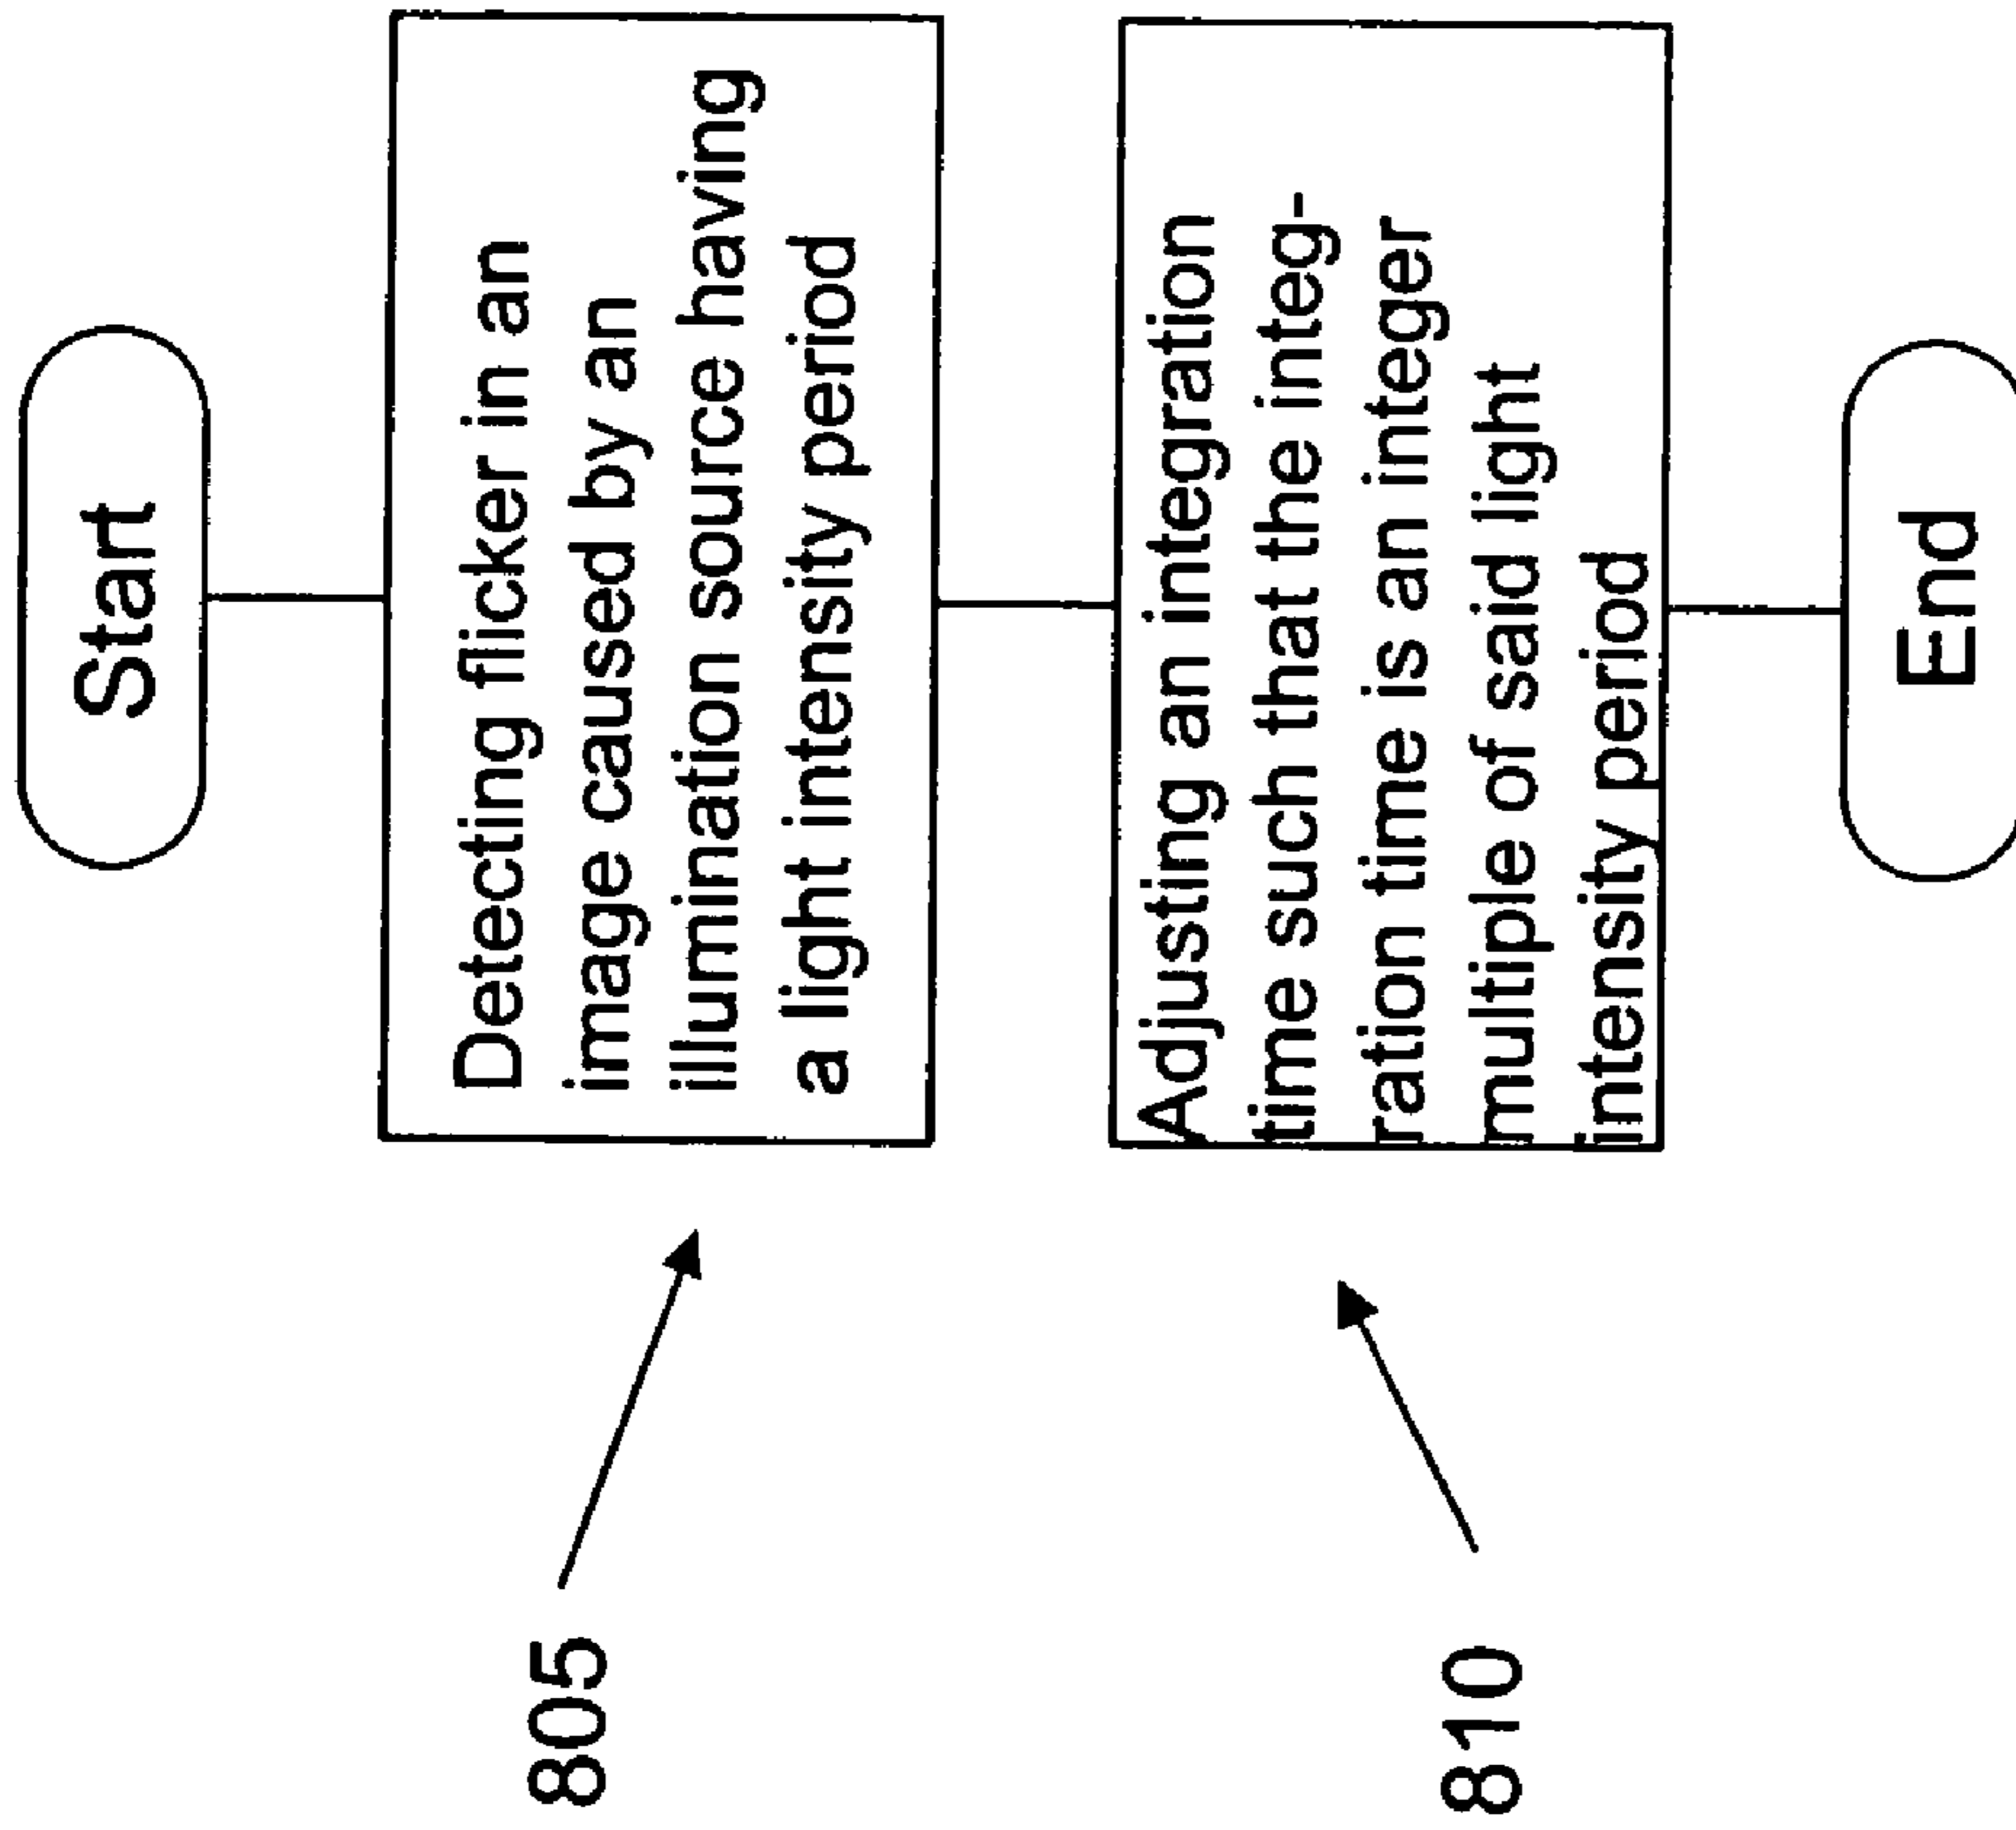 Start
Detecting flicker in an
image caused by an
illumination source having
a light intensity period
805
Adjusting an integration
time such that the integ-
ration time is an integer
multiple of said light
intensity period
810
End